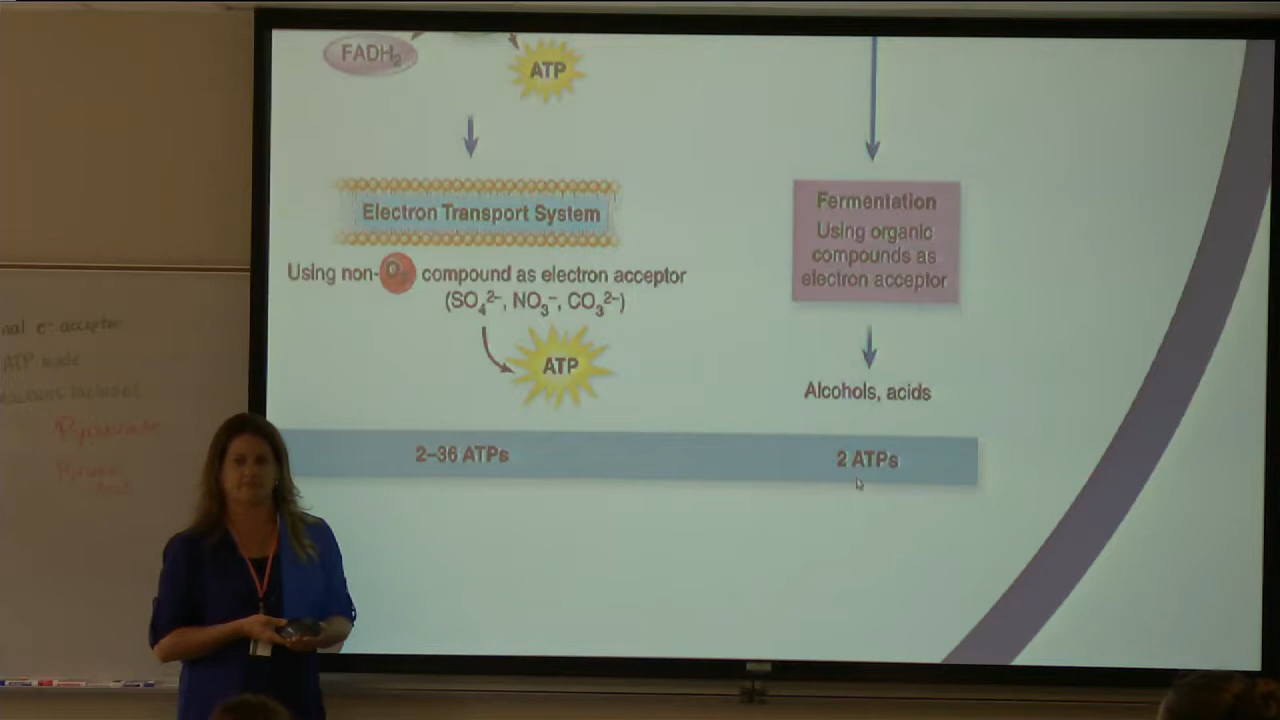 FADH₂
ATP
Electron Transport System
Using non-O₂ compound as electron acceptor
(SO₄²⁻, NO₃⁻, CO₃²⁻)
ATP
2–36 ATPs
Fermentation
Using organic
compounds as
electron acceptor
Alcohols, acids
2 ATPs
nal e- acceptor
ATP made
Pyruvate